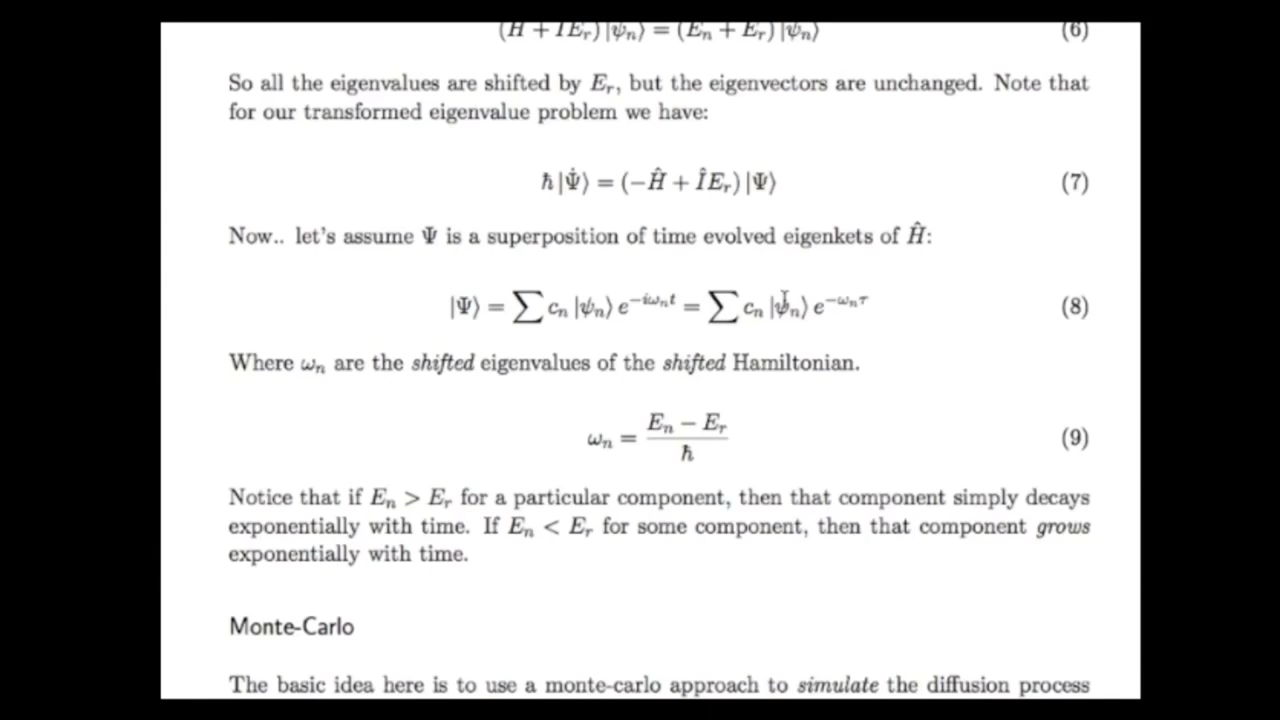 (Ĥ + ÎE_r) |ψ_n⟩ = (E_n + E_r) |ψ_n⟩ (6)
So all the eigenvalues are shifted by E_r, but the eigenvectors are unchanged. Note that
for our transformed eigenvalue problem we have:
ħ |Ψ̇⟩ = (−Ĥ + ÎE_r) |Ψ⟩ (7)
Now.. let's assume Ψ is a superposition of time evolved eigenkets of Ĥ:
|Ψ⟩ = ∑ c_n |ψ_n⟩ e^{−iω_n t} = ∑ c_n |ψ_n⟩ e^{−ω_n τ} (8)
Where ω_n are the shifted eigenvalues of the shifted Hamiltonian.
ω_n = (E_n − E_r) / ħ (9)
Notice that if E_n > E_r for a particular component, then that component simply decays
exponentially with time. If E_n < E_r for some component, then that component grows
exponentially with time.
Monte-Carlo
The basic idea here is to use a monte-carlo approach to simulate the diffusion process